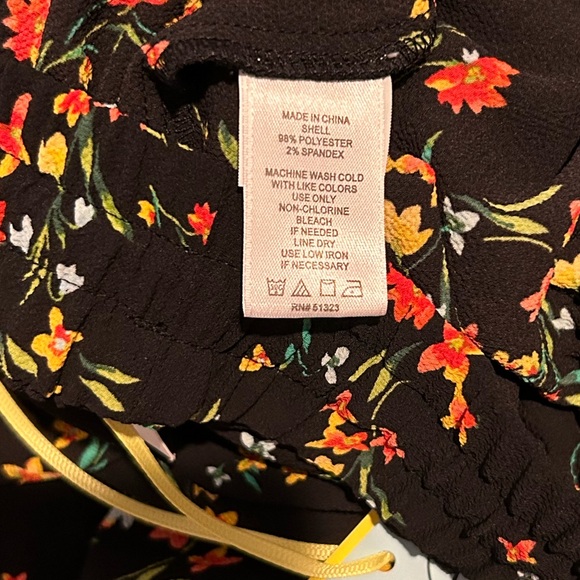 MADE IN CHINA
SHELL
98% POLYESTER
2% SPANDEX
MACHINE WASH COLD
WITH LIKE COLORS
USE ONLY
NON-CHLORINE
BLEACH
IF NEEDED
LINE DRY
USE LOW IRON
IF NECESSARY
RN# 51323